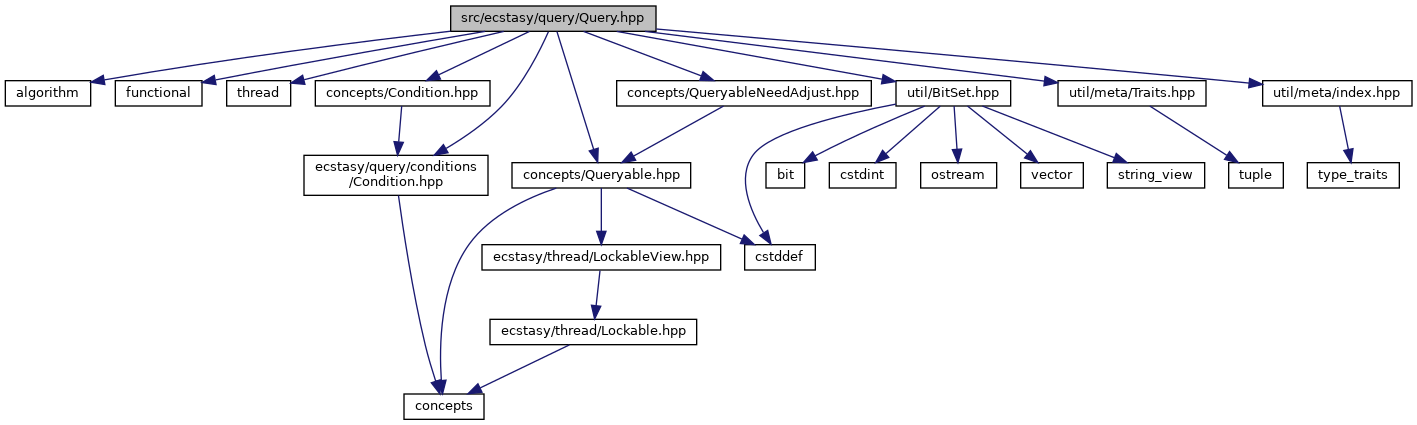 src/ecstasy/query/Query.hpp
algorithm
functional
thread
concepts/Condition.hpp
concepts/QueryableNeedAdjust.hpp
util/BitSet.hpp
util/meta/Traits.hpp
util/meta/index.hpp
ecstasy/query/conditions
/Condition.hpp
concepts/Queryable.hpp
bit
cstdint
ostream
vector
string_view
tuple
type_traits
ecstasy/thread/LockableView.hpp
cstddef
ecstasy/thread/Lockable.hpp
concepts